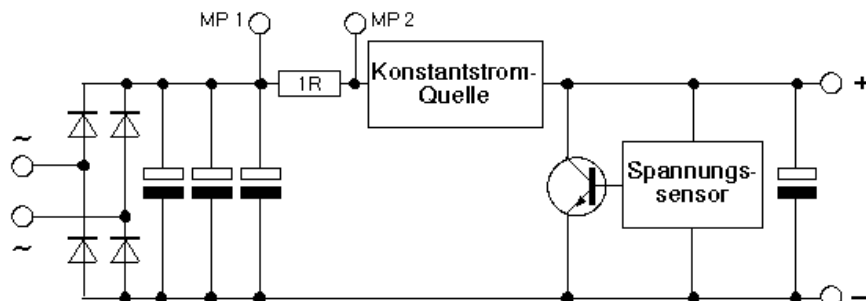 MP 1
MP 2
1R
Konstantstrom-
Quelle
+
~
Spannungs-
sensor
~
−